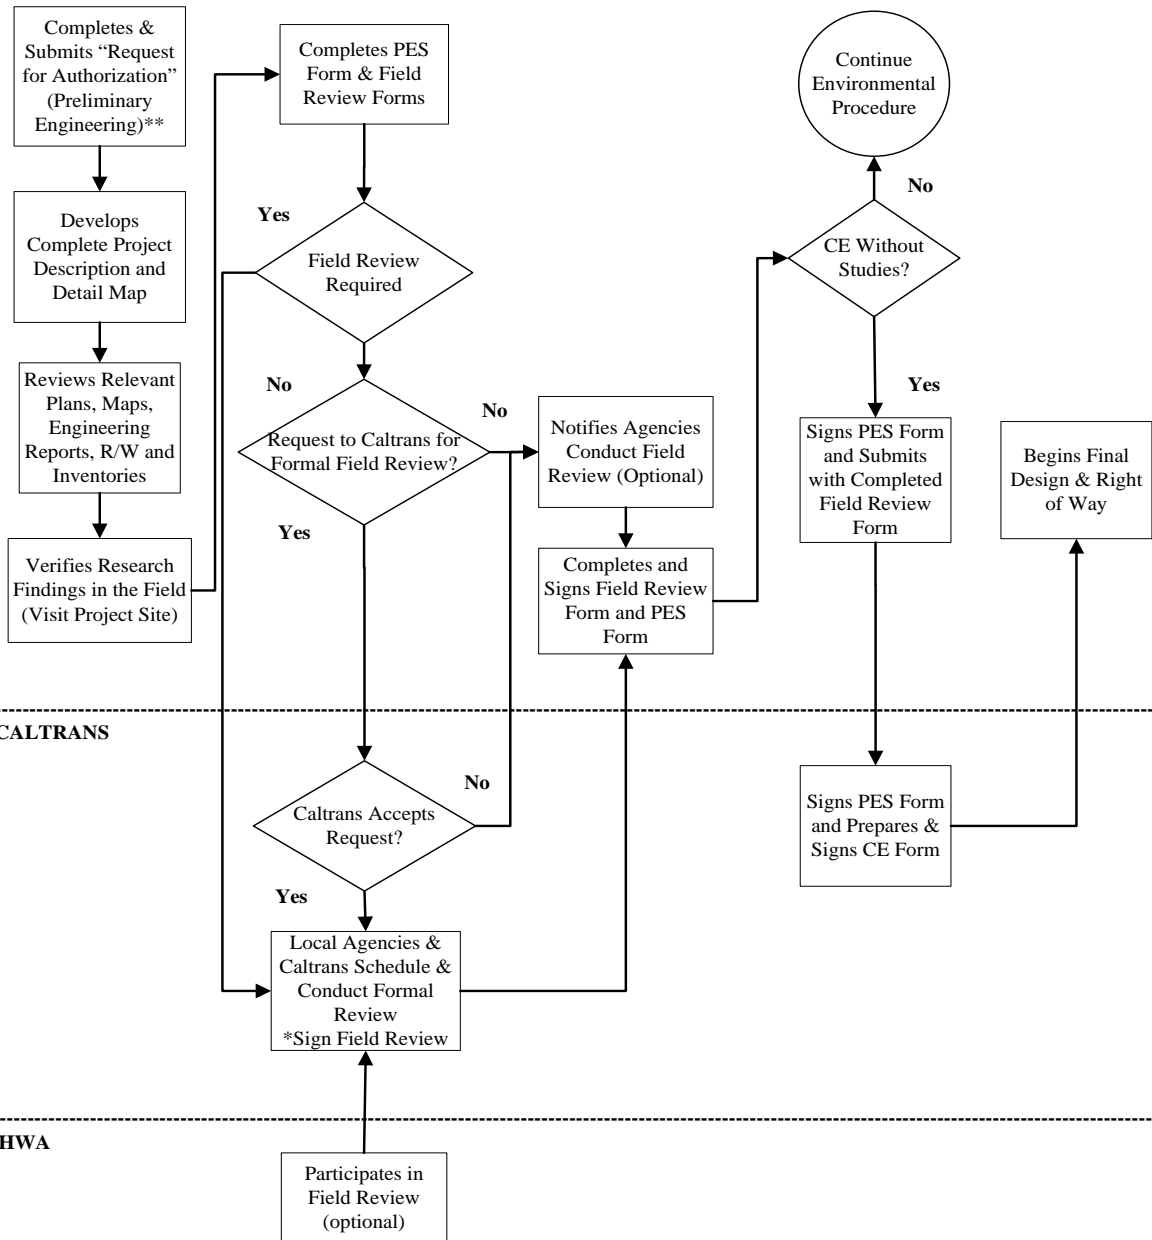 Completes &
Submits “Request
for Authorization”
(Preliminary
Engineering)**
Develops
Complete Project
Description and
Detail Map
Reviews Relevant
Plans, Maps,
Engineering
Reports, R/W and
Inventories
Verifies Research
Findings in the Field
(Visit Project Site)
Completes PES
Form & Field
Review Forms
Yes
Field Review
Required
No
Request to Caltrans for
Formal Field Review?
No
Yes
Notifies Agencies
Conduct Field
Review (Optional)
Completes and
Signs Field Review
Form and PES
Form
Continue
Environmental
Procedure
No
CE Without
Studies?
Yes
Signs PES Form
and Submits
with Completed
Field Review
Form
Begins Final
Design & Right
of Way
CALTRANS
Caltrans Accepts
Request?
No
Yes
Local Agencies &
Caltrans Schedule &
Conduct Formal
Review
*Sign Field Review
Signs PES Form
and Prepares &
Signs CE Form
HWA
Participates in
Field Review
(optional)